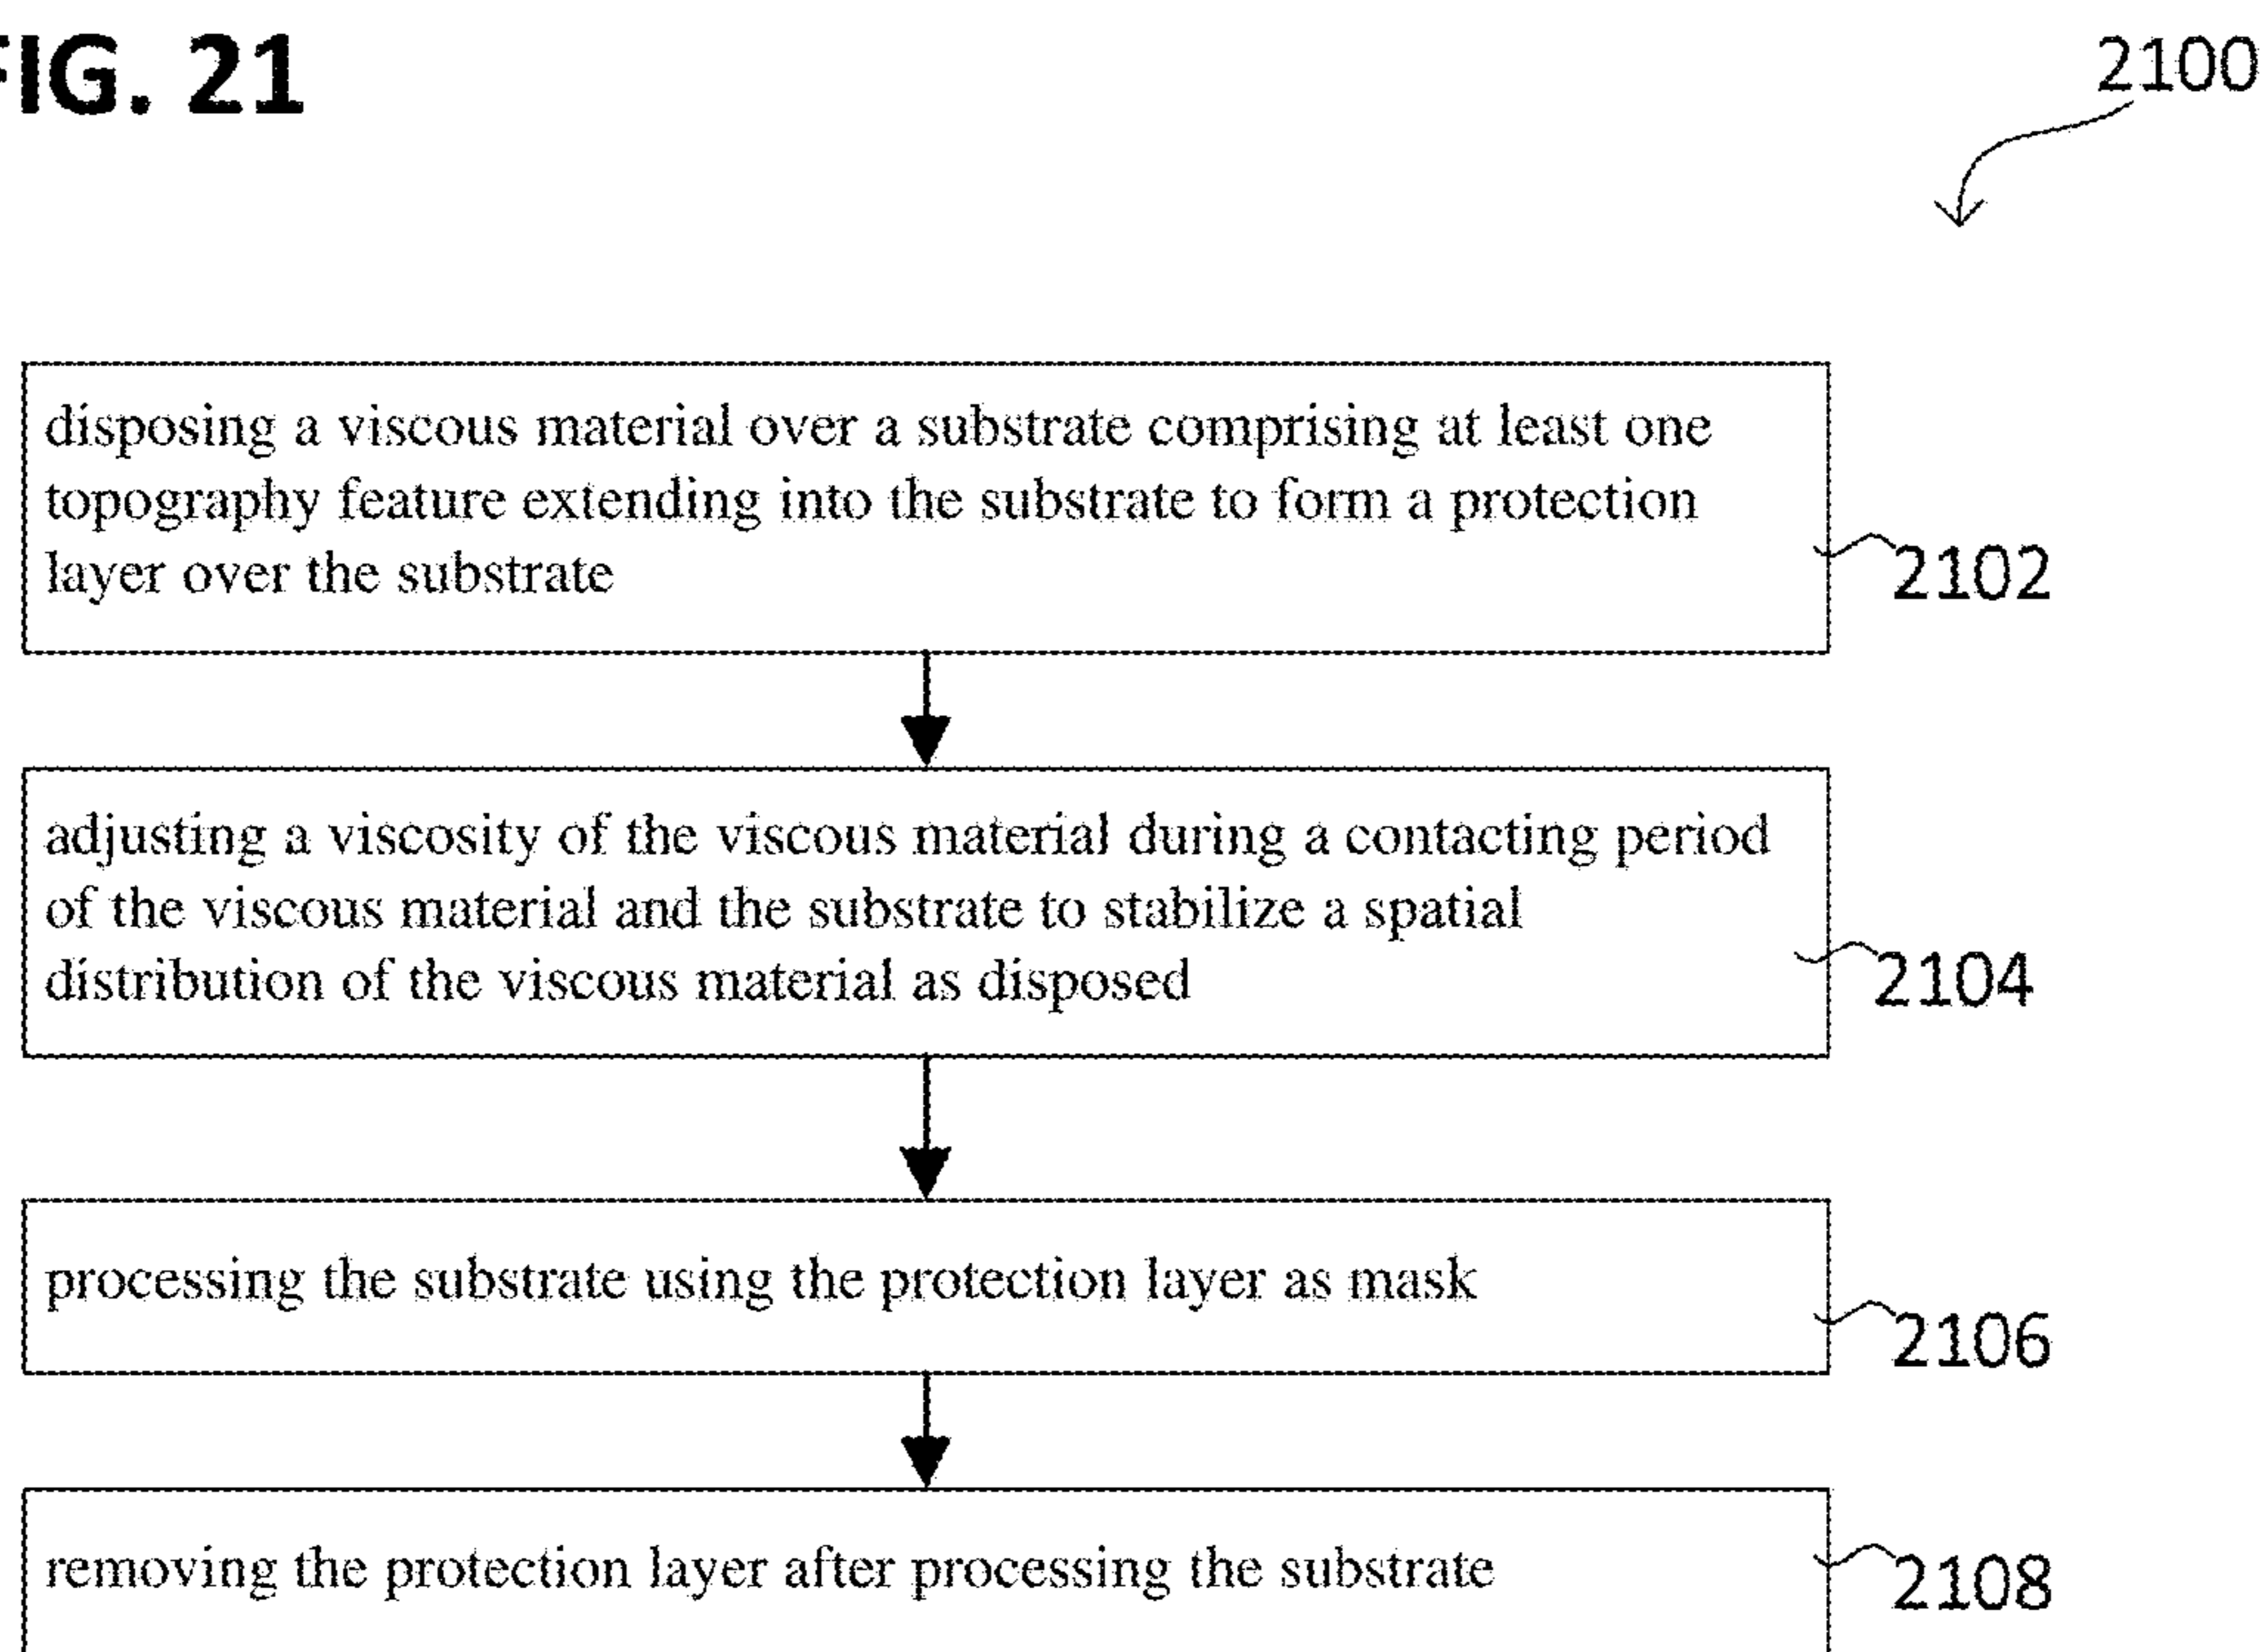 FIG. 21
2100
disposing a viscous material over a substrate comprising at least one
topography feature extending into the substrate to form a protection
layer over the substrate
2102
adjusting a viscosity of the viscous material during a contacting period
of the viscous material and the substrate to stabilize a spatial
distribution of the viscous material as disposed
2104
processing the substrate using the protection layer as mask
2106
removing the protection layer after processing the substrate
2108